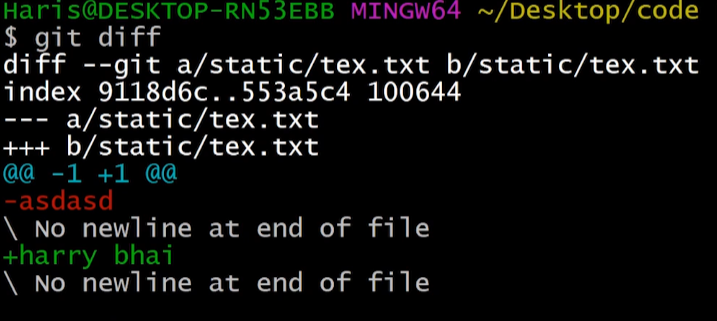 Haris@DESKTOP-RN53EBB MINGW64 ~/Desktop/code
$ git diff
diff --git a/static/tex.txt b/static/tex.txt
index 9118d6c..553a5c4 100644
--- a/static/tex.txt
+++ b/static/tex.txt
@@ -1 +1 @@
-asdasd
\ No newline at end of file
+harry bhai
\ No newline at end of file